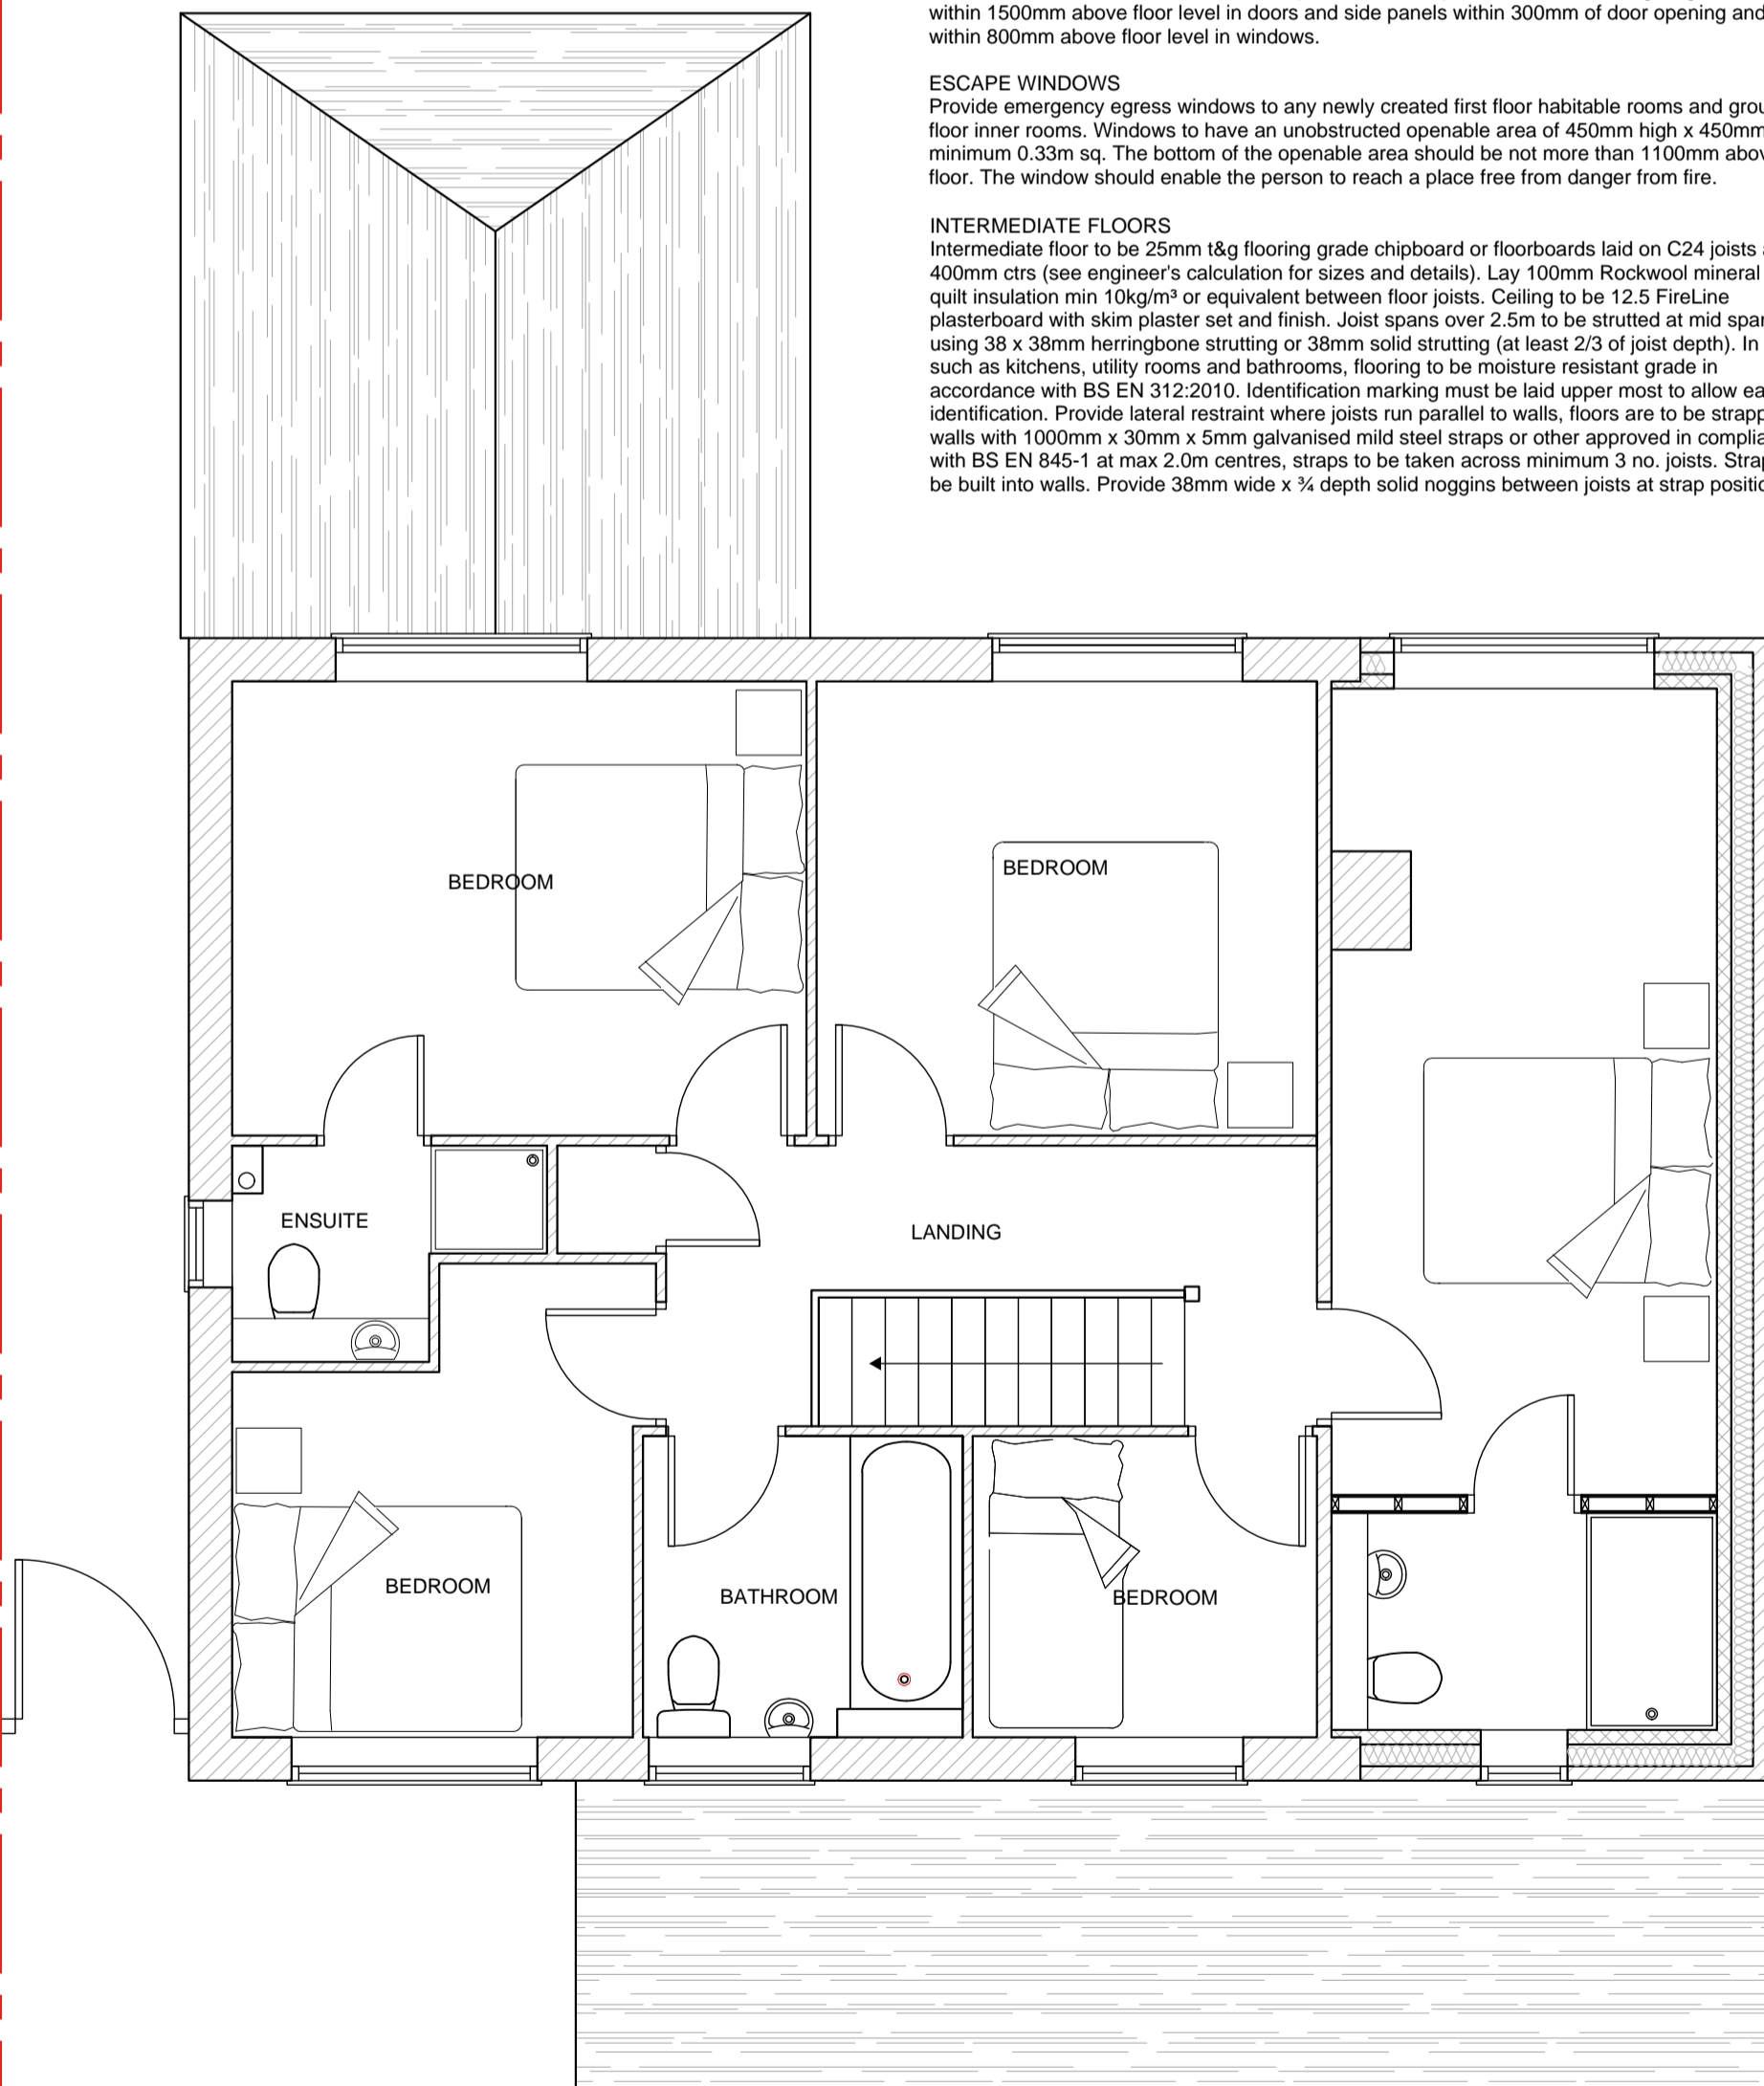 within 1500mm above floor level in doors and side panels within 300mm of door opening and
within 800mm above floor level in windows.
ESCAPE WINDOWS
Provide emergency egress windows to any newly created first floor habitable rooms and grou
floor inner rooms. Windows to have an unobstructed openable area of 450mm high x 450mm
minimum 0.33m sq. The bottom of the openable area should be not more than 1100mm abov
floor. The window should enable the person to reach a place free from danger from fire.
INTERMEDIATE FLOORS
Intermediate floor to be 25mm t&g flooring grade chipboard or floorboards laid on C24 joists
400mm ctrs (see engineer's calculation for sizes and details). Lay 100mm Rockwool mineral
quilt insulation min 10kg/m³ or equivalent between floor joists. Ceiling to be 12.5 FireLine
plasterboard with skim plaster set and finish. Joist spans over 2.5m to be strutted at mid span
using 38 x 38mm herringbone strutting or 38mm solid strutting (at least 2/3 of joist depth). In
such as kitchens, utility rooms and bathrooms, flooring to be moisture resistant grade in
accordance with BS EN 312:2010. Identification marking must be laid upper most to allow ea
identification. Provide lateral restraint where joists run parallel to walls, floors are to be strapp
walls with 1000mm x 30mm x 5mm galvanised mild steel straps or other approved in complia
with BS EN 845-1 at max 2.0m centres, straps to be taken across minimum 3 no. joists. Strap
be built into walls. Provide 38mm wide x ¾ depth solid noggins between joists at strap positio
BEDROOM
BEDROOM
ENSUITE
LANDING
BEDROOM
BATHROOM
BEDROOM